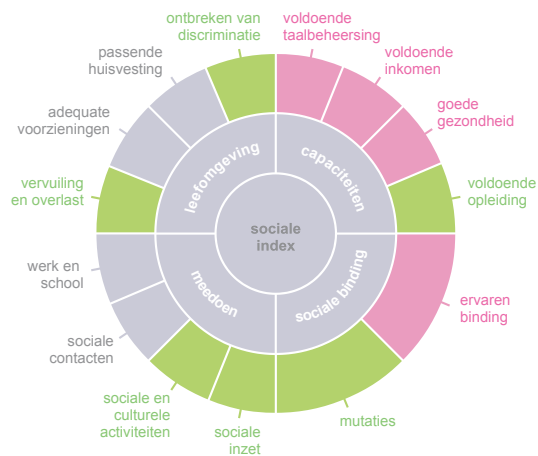 ontbreken van
discriminatie
voldoende
taalbeheersing
voldoende
inkomen
goede
gezondheid
voldoende
opleiding
ervaren
binding
mutaties
sociale
inzet
sociale en
culturele
activiteiten
sociale
contacten
werk en
school
vervuiling
en overlast
adequate
voorzieningen
passende
huisvesting
leefomgeving
capaciteiten
sociale binding
meedoen
sociale
index